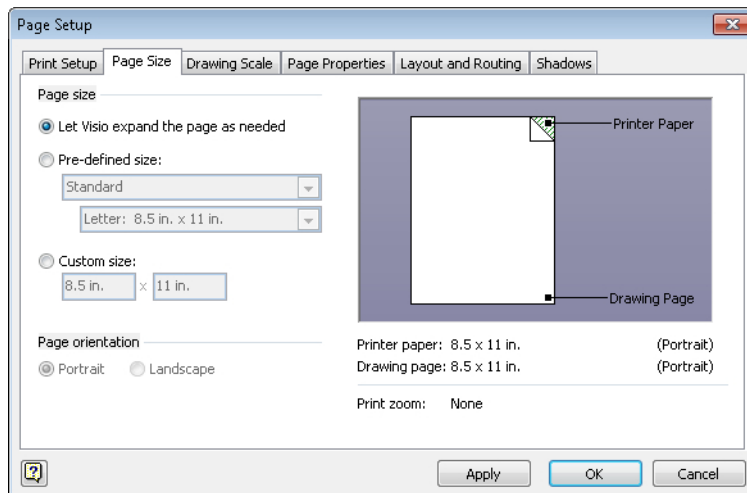 Page Setup
Print Setup Page Size Drawing Scale Page Properties Layout and Routing Shadows
Page size
Let Visio expand the page as needed
Pre-defined size:
Standard
Letter: 8.5 in. x 11 in.
Custom size:
8.5 in. x 11 in.
Page orientation
Portrait Landscape
Printer Paper
Drawing Page
Printer paper: 8.5 x 11 in. (Portrait)
Drawing page: 8.5 x 11 in. (Portrait)
Print zoom: None
?
Apply OK Cancel